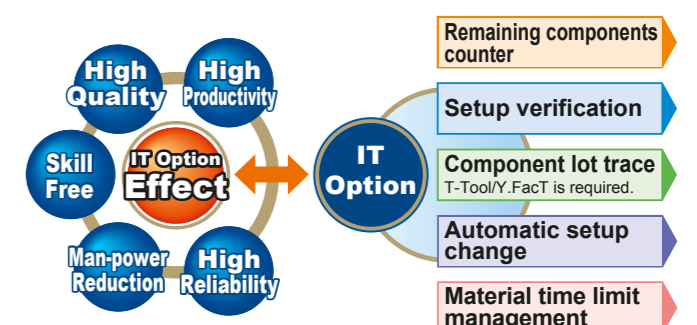 High
Quality
High
Productivity
Skill
Free
IT Option
Effect
Man-power
Reduction
High
Reliability
IT
Option
Remaining components
counter
Setup verification
Component lot trace
T-Tool/Y.FacT is required.
Automatic setup
change
Material time limit
management